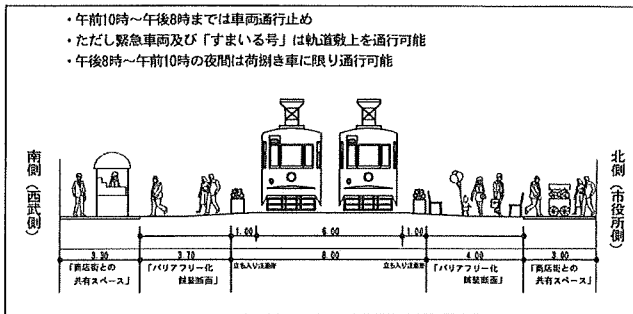 ・午前10時～午後8時までは車両通行止め
・ただし緊急車両及び「すまいる号」は軌道敷上を通行可能
・午後8時～午前10時の夜間は荷捌き車に限り通行可能
南側（西武側）
北側（市役所側）
1.00 6.00 1.00
3.30 3.70 8.00 4.00 3.00
「商店街との
共有スペース」
「バリアフリー化
舗装断面」
立ち入り注意帯
立ち入り注意帯
「バリアフリー化
舗装断面」
「商店街との
共有スペース」